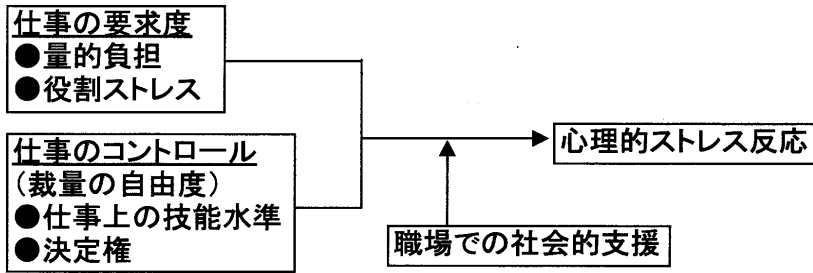 仕事の要求度
●量的負担
●役割ストレス
仕事のコントロール
(裁量の自由度)
●仕事上の技能水準
●決定権
心理的ストレス反応
職場での社会的支援